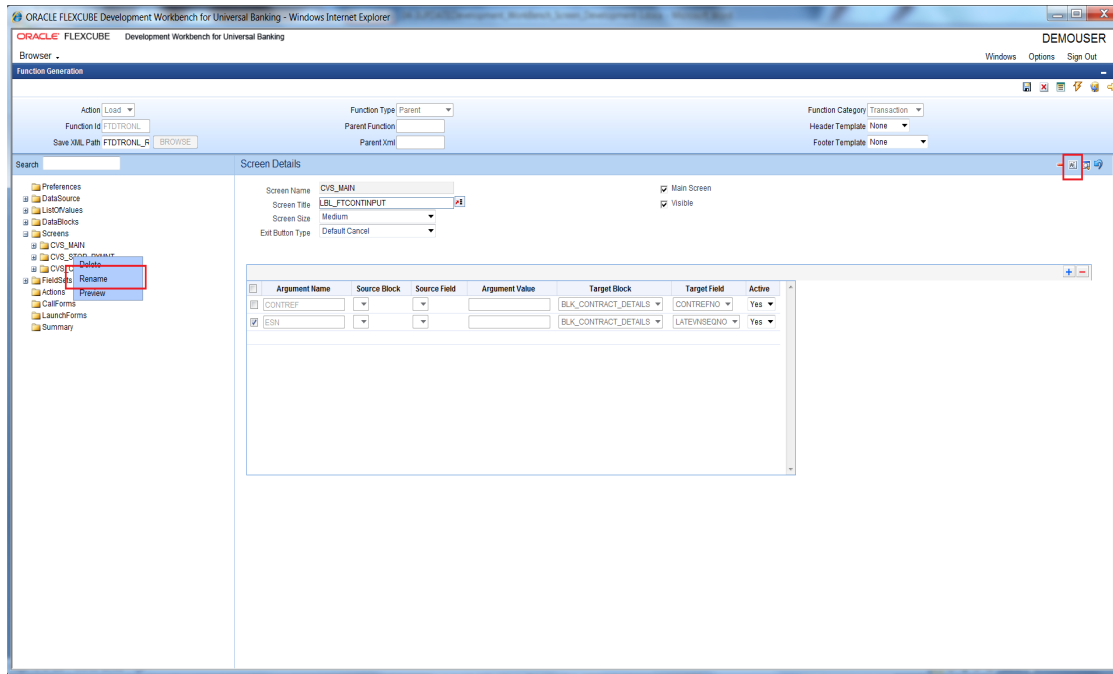 ORACLE FLEXCUBE Development Workbench for Universal Banking - Windows Internet Explorer
ORACLE FLEXCUBE Development Workbench for Universal Banking
DEMOUSER
Browser
Windows Options Sign Out
Function Generation
Action Load
Function Type Parent
Function Category Transaction
Function Id FTDTRONL
Parent Function
Header Template None
Save XML Path FTDTRONL_R BROWSE
Parent Xml
Footer Template None
Search
Screen Details
Preferences
DataSource
ListOfValues
DataBlocks
Screens
CVS_MAIN
CVS_STOP_PYMNT
CVS_C
FieldSets
Actions
CallForms
LaunchForms
Summary
Delete
Rename
Preview
Screen Name CVS_MAIN
Main Screen
Screen Title LBL_FTCONTINPUT
Visible
Screen Size Medium
Exit Button Type Default Cancel
Argument Name Source Block Source Field Argument Value Target Block Target Field Active
CONTREF BLK_CONTRACT_DETAILS CONTREFNO Yes
ESN BLK_CONTRACT_DETAILS LATEVNSEQNO Yes